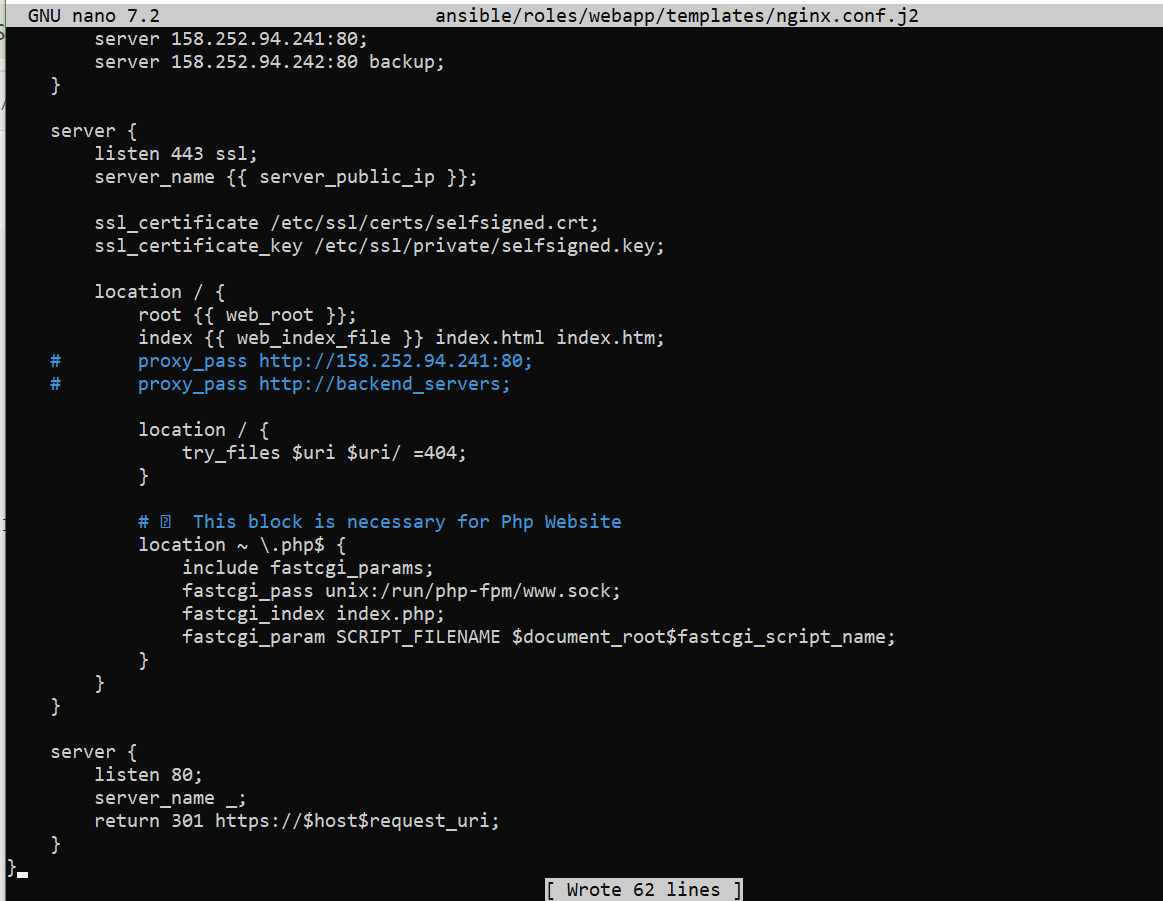 GNU nano 7.2 ansible/roles/webapp/templates/nginx.conf.j2
server 158.252.94.241:80;
server 158.252.94.242:80 backup;
}
server {
listen 443 ssl;
server_name {{ server_public_ip }};
ssl_certificate /etc/ssl/certs/selfsigned.crt;
ssl_certificate_key /etc/ssl/private/selfsigned.key;
location / {
root {{ web_root }};
index {{ web_index_file }} index.html index.htm;
# proxy_pass http://158.252.94.241:80;
# proxy_pass http://backend_servers;
location / {
try_files $uri $uri/ =404;
}
# This block is necessary for Php Website
location ~ \.php$ {
include fastcgi_params;
fastcgi_pass unix:/run/php-fpm/www.sock;
fastcgi_index index.php;
fastcgi_param SCRIPT_FILENAME $document_root$fastcgi_script_name;
}
}
}
server {
listen 80;
server_name _;
return 301 https://$host$request_uri;
}
}
[ Wrote 62 lines ]